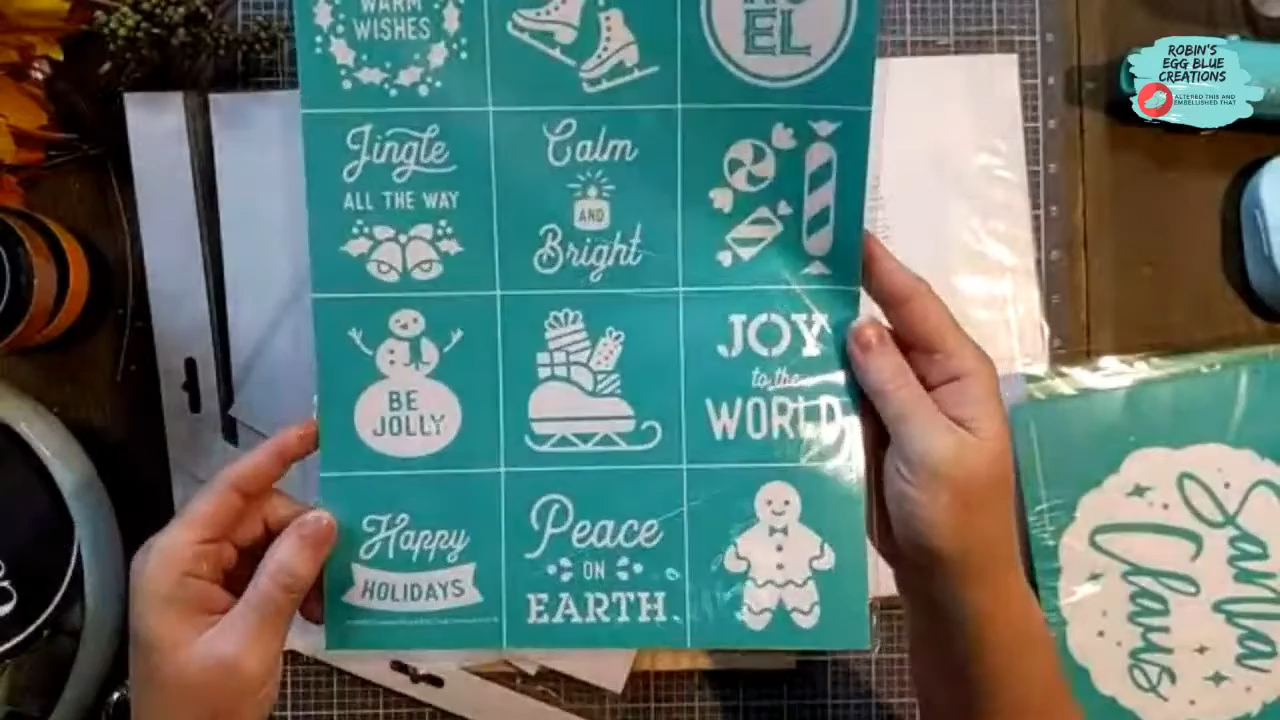 WARM
WISHES
EL
Jingle
ALL THE WAY
Calm
AND
Bright
BE
JOLLY
JOY
to the
WORLD
Happy
HOLIDAYS
Peace
ON
EARTH
Santa
Claus
ROBIN'S
EGG BLUE
CREATIONS
ALTERED THIS AND
EMBELLISHED THAT